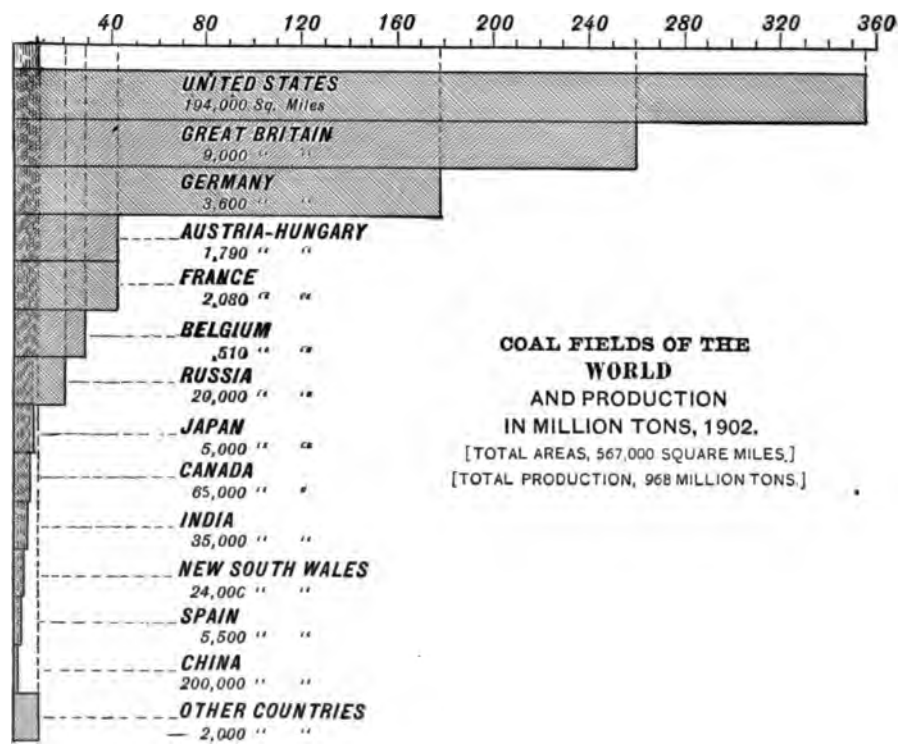 40 80 120 160 200 240 280 320 360
UNITED STATES
194,000 Sq. Miles
GREAT BRITAIN
9,000 " "
GERMANY
3,600 " "
AUSTRIA-HUNGARY
1,790 " "
FRANCE
2,080 " "
BELGIUM
510 " "
RUSSIA
20,000 " "
JAPAN
5,000 " "
CANADA
65,000 " "
INDIA
35,000 " "
NEW SOUTH WALES
24,000 " "
SPAIN
5,500 " "
CHINA
200,000 " "
OTHER COUNTRIES
2,000 " "
COAL FIELDS OF THE
WORLD
AND PRODUCTION
IN MILLION TONS, 1902.
[TOTAL AREAS, 567,000 SQUARE MILES.]
[TOTAL PRODUCTION, 968 MILLION TONS.]